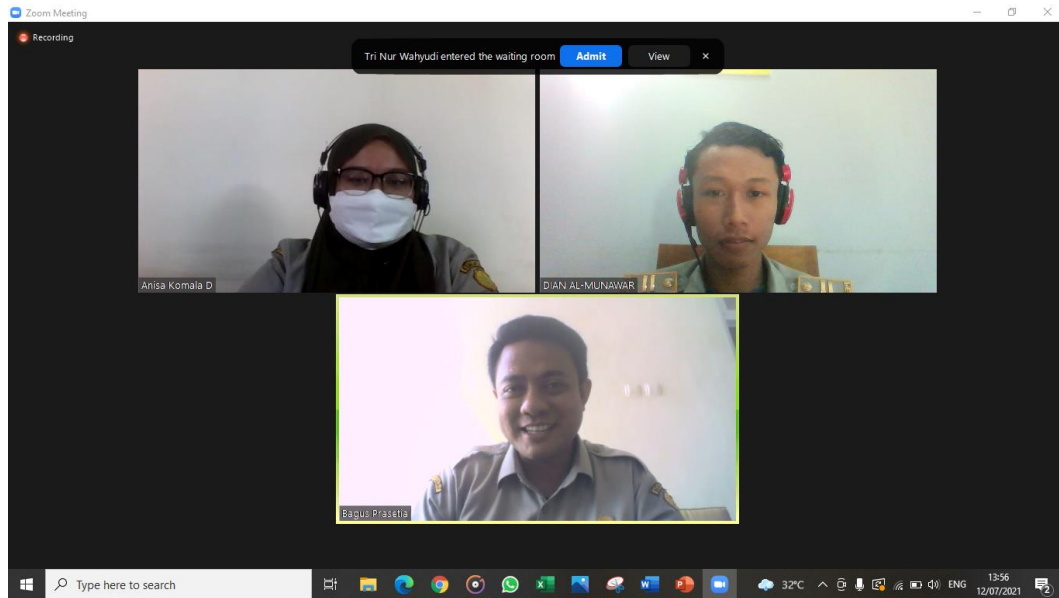 Zoom Meeting
Recording
Tri Nur Wahyudi entered the waiting room Admit View
Anisa Komala D
DIAN AL-MUNAWAR
Bagus Prasetia
Type here to search
32°C
ENG
13:56
12/07/2021
2